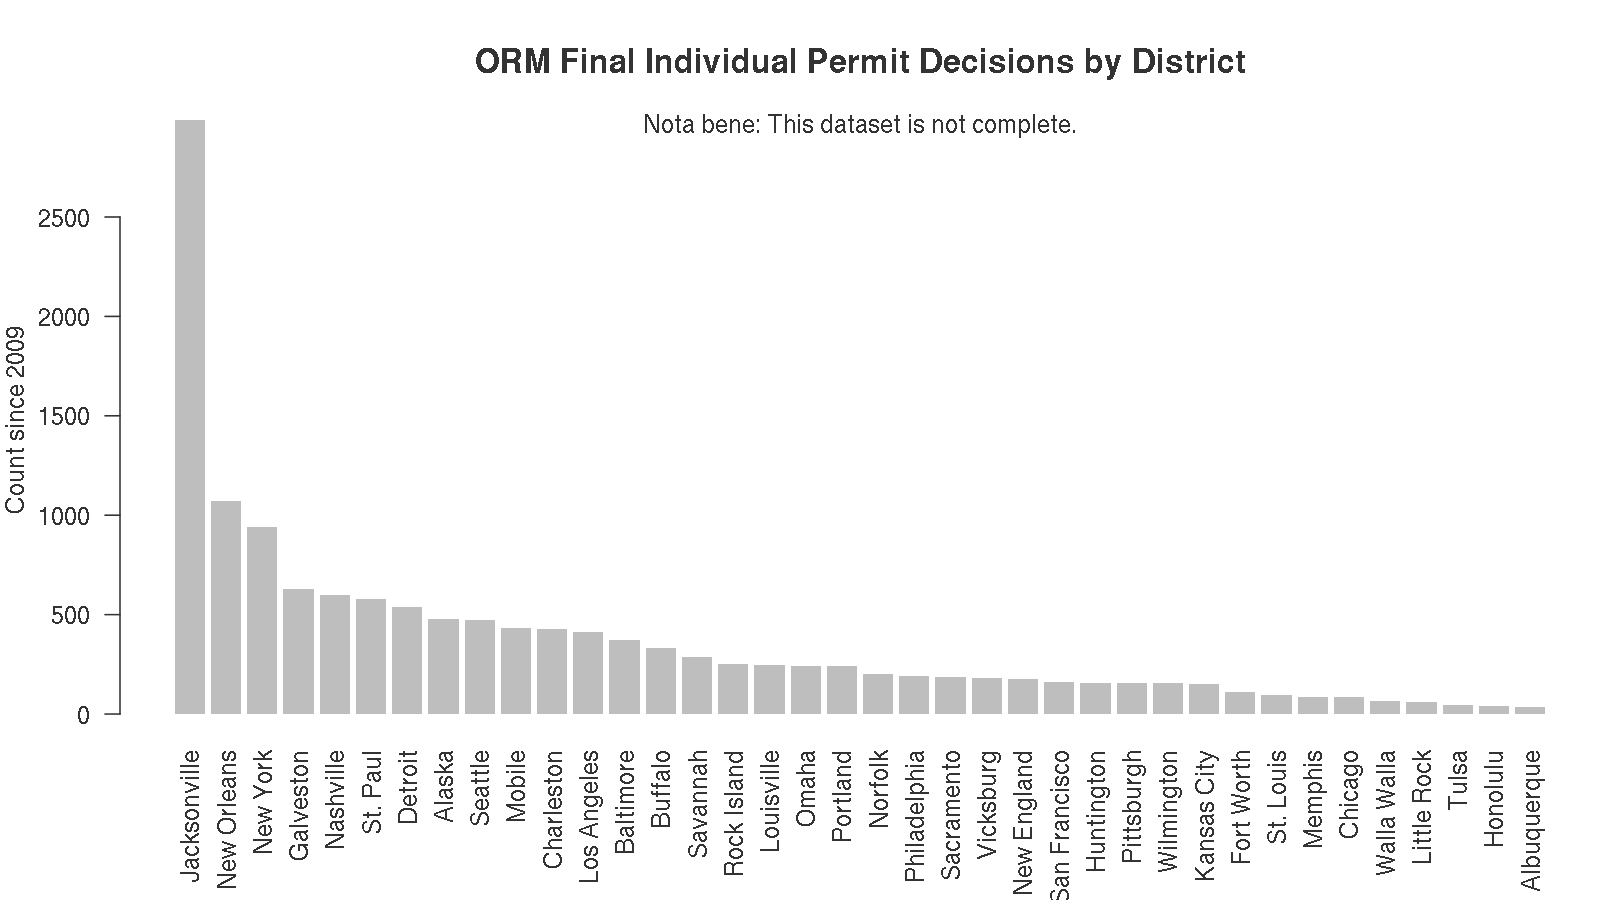 ORM Final Individual Permit Decisions by District
Nota bene: This dataset is not complete.
Count since 2009
2500
2000
1500
1000
500
0
Jacksonville
New Orleans
New York
Galveston
Nashville
St. Paul
Detroit
Alaska
Seattle
Mobile
Charleston
Los Angeles
Baltimore
Buffalo
Savannah
Rock Island
Louisville
Omaha
Portland
Norfolk
Philadelphia
Sacramento
Vicksburg
New England
San Francisco
Huntington
Pittsburgh
Wilmington
Kansas City
Fort Worth
St. Louis
Memphis
Chicago
Walla Walla
Little Rock
Tulsa
Honolulu
Albuquerque